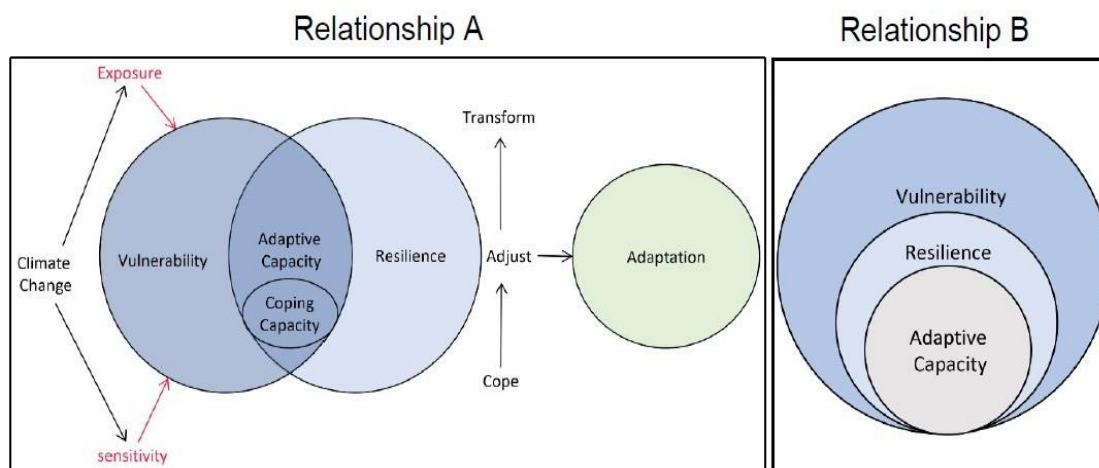 Relationship A
Exposure
Climate
Change
sensitivity
Vulnerability
Adaptive
Capacity
Coping
Capacity
Resilience
Transform
Adjust
Cope
Adaptation
Relationship B
Vulnerability
Resilience
Adaptive
Capacity